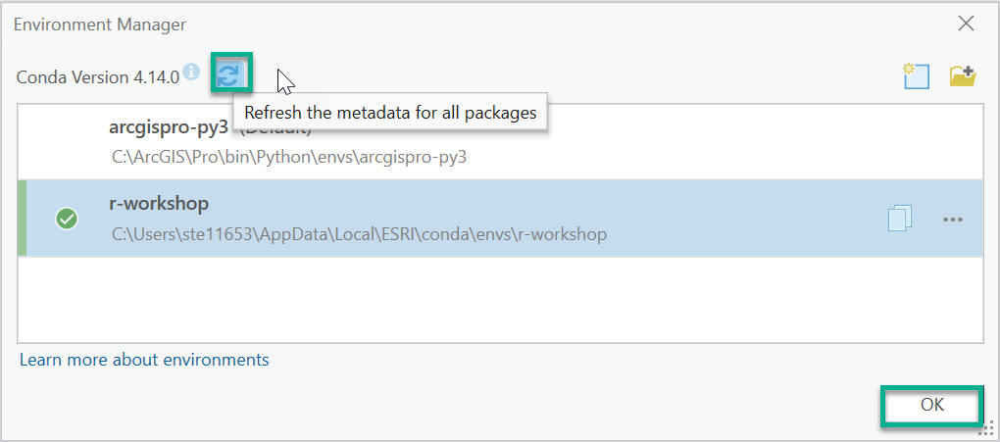 Environment Manager
Conda Version 4.14.0
Refresh the metadata for all packages
arcgispro-py3 (Default)
C:\ArcGIS\Pro\bin\Python\envs\arcgispro-py3
r-workshop
C:\Users\ste11653\AppData\Local\ESRI\conda\envs\r-workshop
Learn more about environments
OK